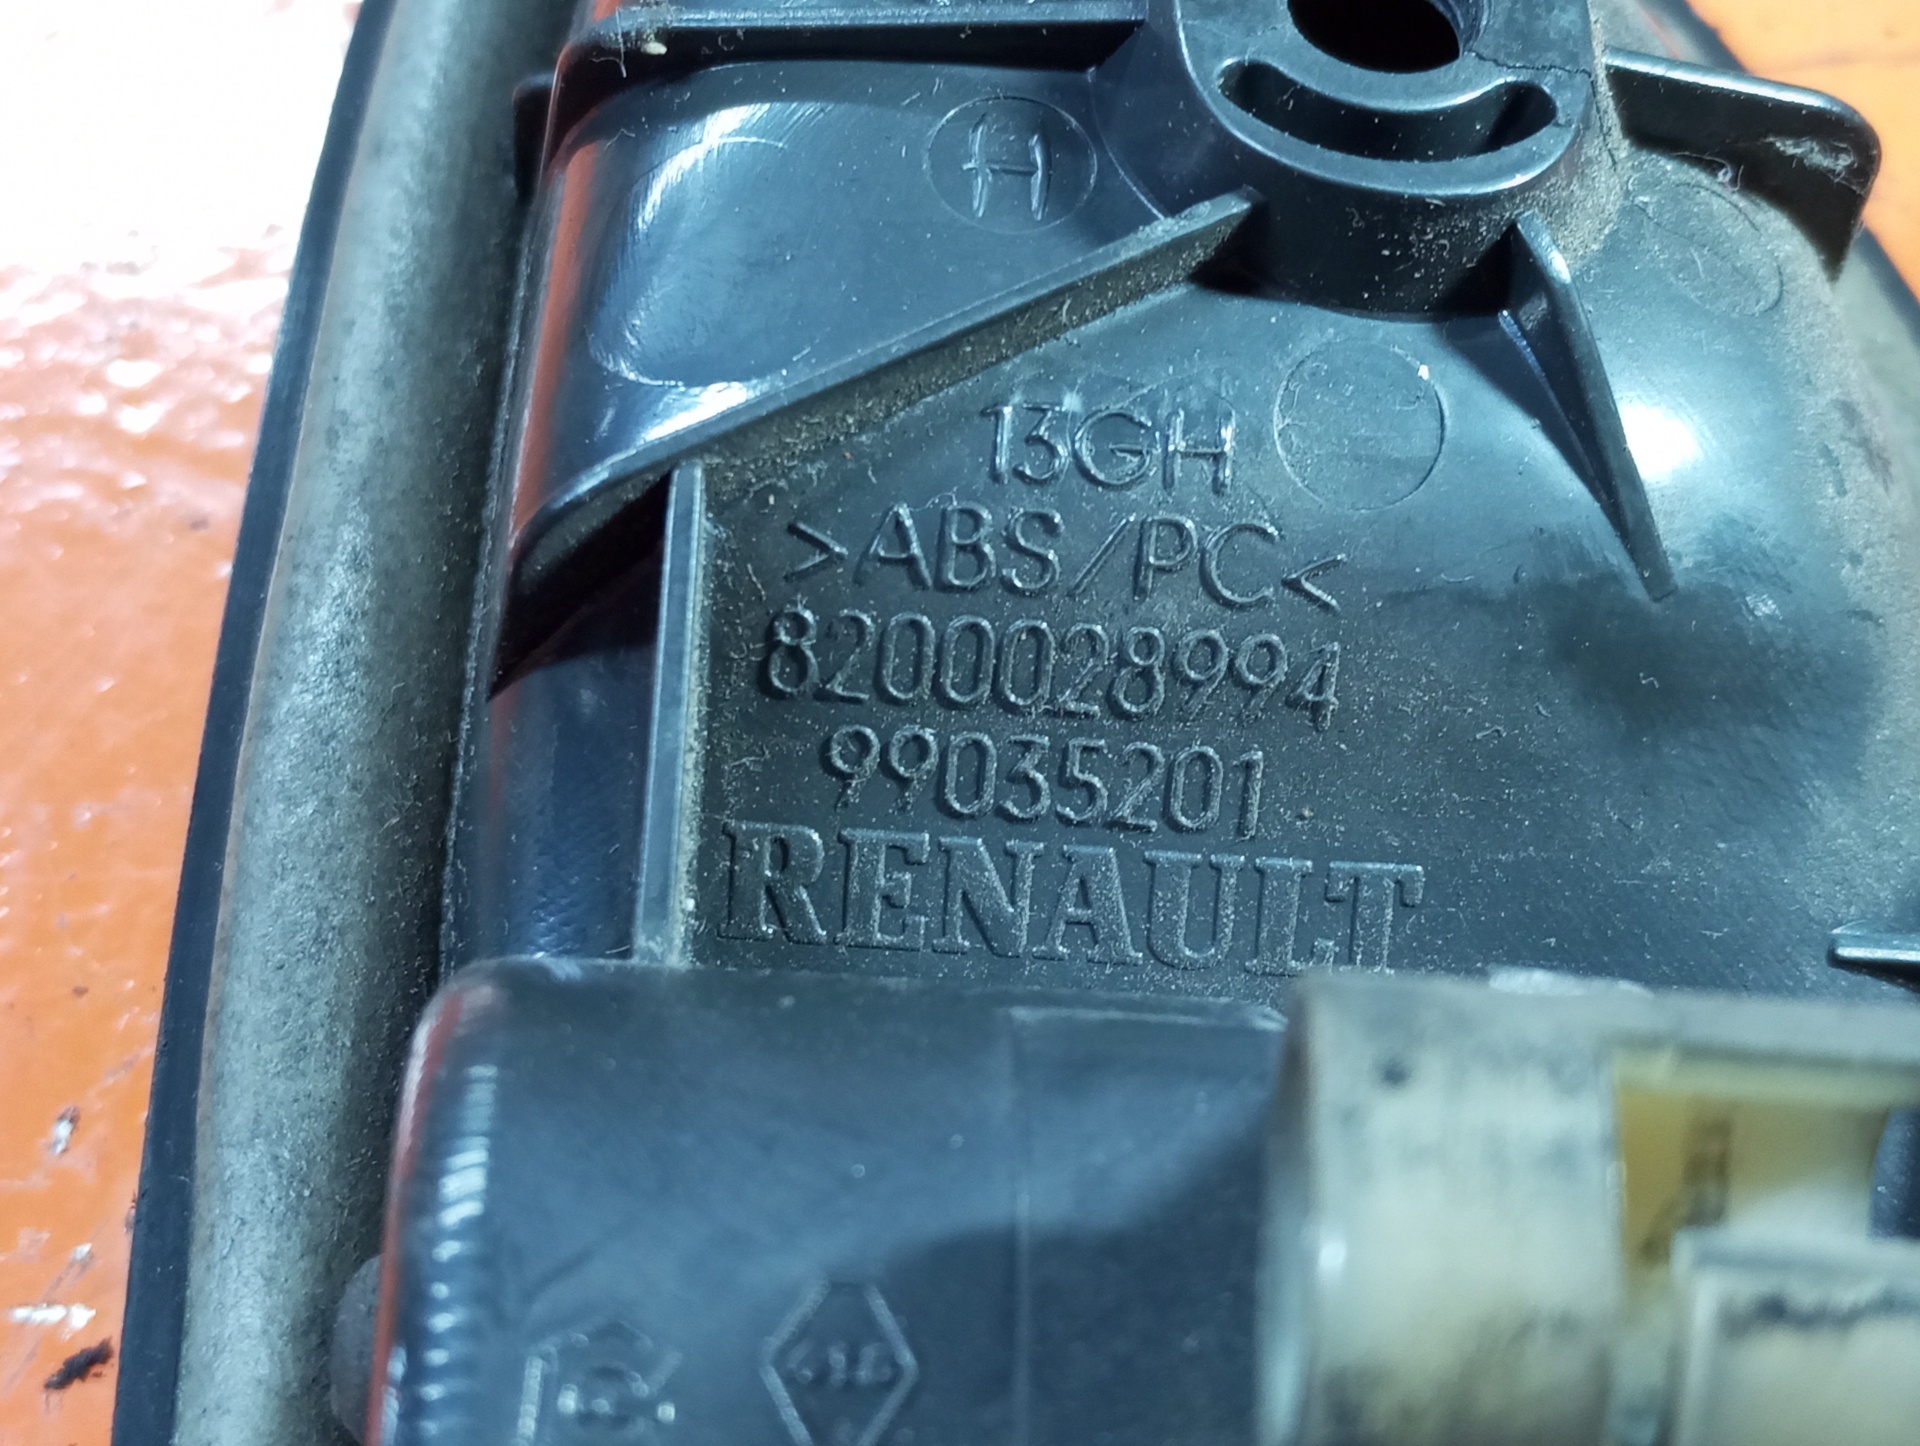 H
13GH
>ABS/PC<
8200028994
99035201
RENAULT